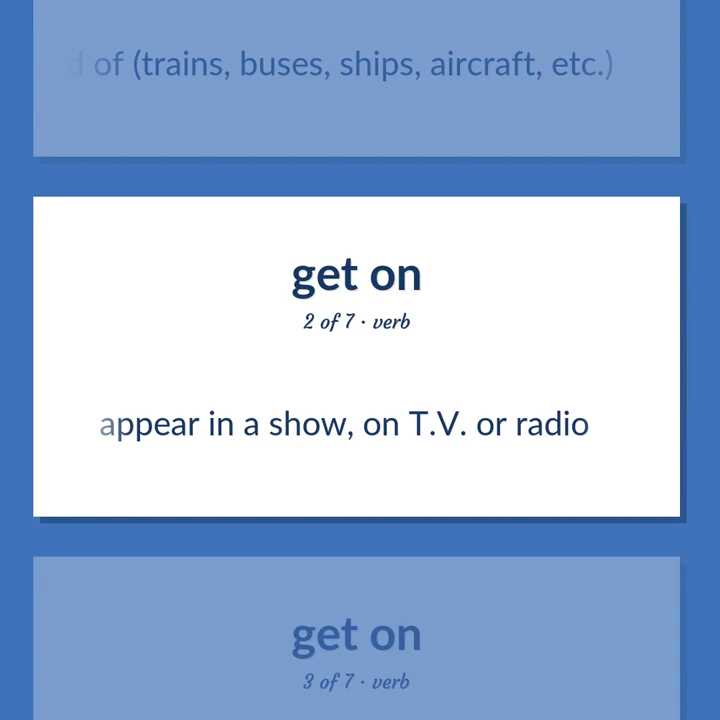 of (trains, buses, ships, aircraft, etc.)
get on
2 of 7 · verb
appear in a show, on T.V. or radio
get on
3 of 7 · verb